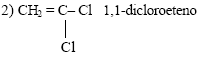 2) CH₂ = C– Cl 1,1-dicloroeteno
|
Cl